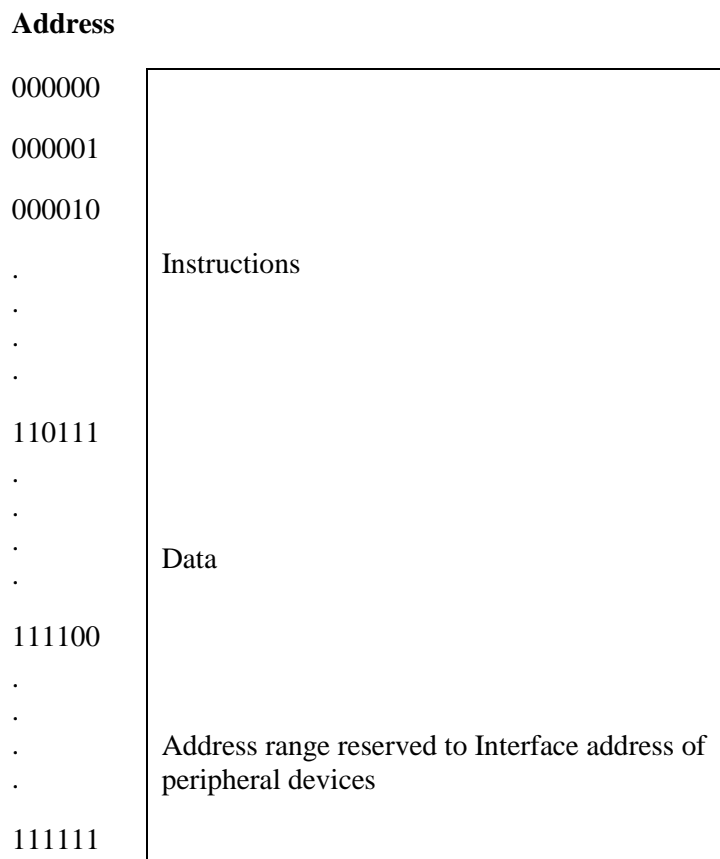 Address
000000
000001
000010
. Instructions
.
.
.
110111
.
.
.
. Data
111100
.
.
. Address range reserved to Interface address of
. peripheral devices
111111